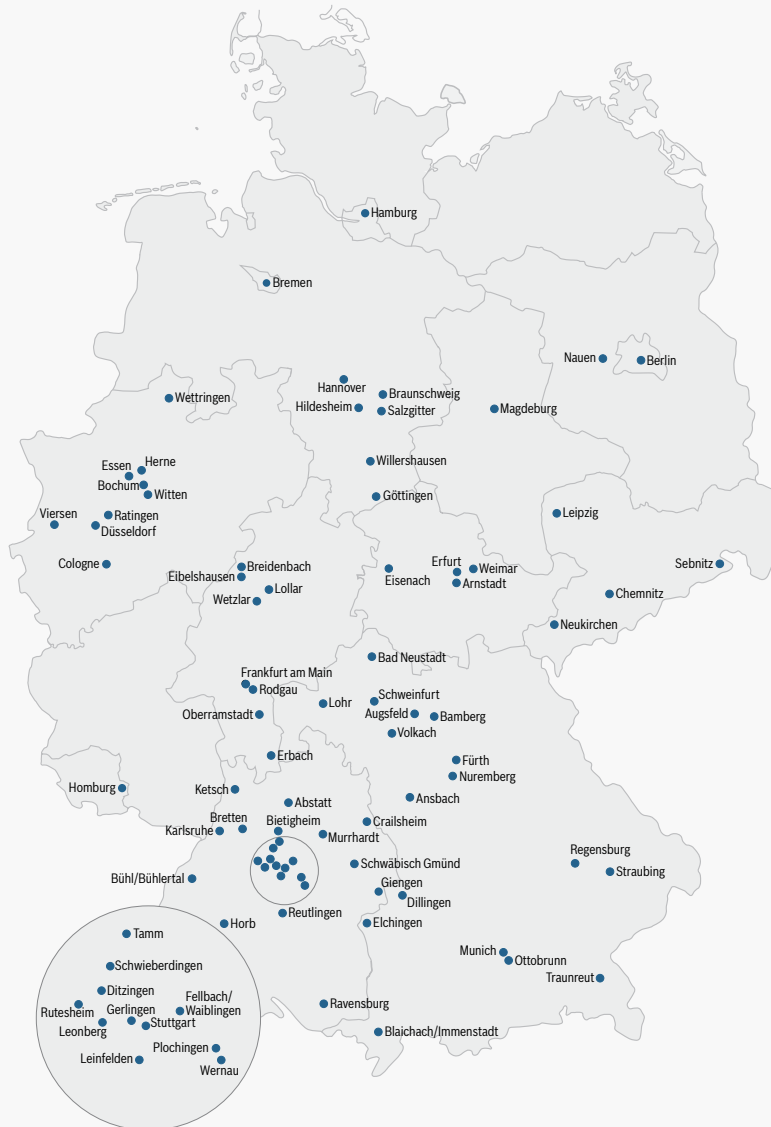 Hamburg
Bremen
Nauen
Berlin
Hannover
Braunschweig
Wettringen
Hildesheim
Salzgitter
Magdeburg
Willershausen
Herne
Essen
Bochum
Witten
Göttingen
Viersen
Ratingen
Düsseldorf
Leipzig
Cologne
Breidenbach
Eibelshausen
Lollar
Wetzlar
Eisenach
Erfurt
Weimar
Arnstadt
Sebnitz
Chemnitz
Neukirchen
Bad Neustadt
Frankfurt am Main
Rodgau
Lohr
Schweinfurt
Augsfeld
Bamberg
Oberramstadt
Volkach
Erbach
Fürth
Nuremberg
Homburg
Ketsch
Abstatt
Ansbach
Bretten
Bietigheim
Crailsheim
Karlsruhe
Murrhardt
Regensburg
Schwäbisch Gmünd
Straubing
Bühl/Bühlertal
Giengen
Dillingen
Reutlingen
Horb
Elchingen
Tamm
Munich
Ottobrunn
Schwieberdingen
Traunreut
Ditzingen
Fellbach/
Waiblingen
Rutesheim
Gerlingen
Ravensburg
Leonberg
Stuttgart
Blaichach/Immenstadt
Plochingen
Leinfelden
Wernau